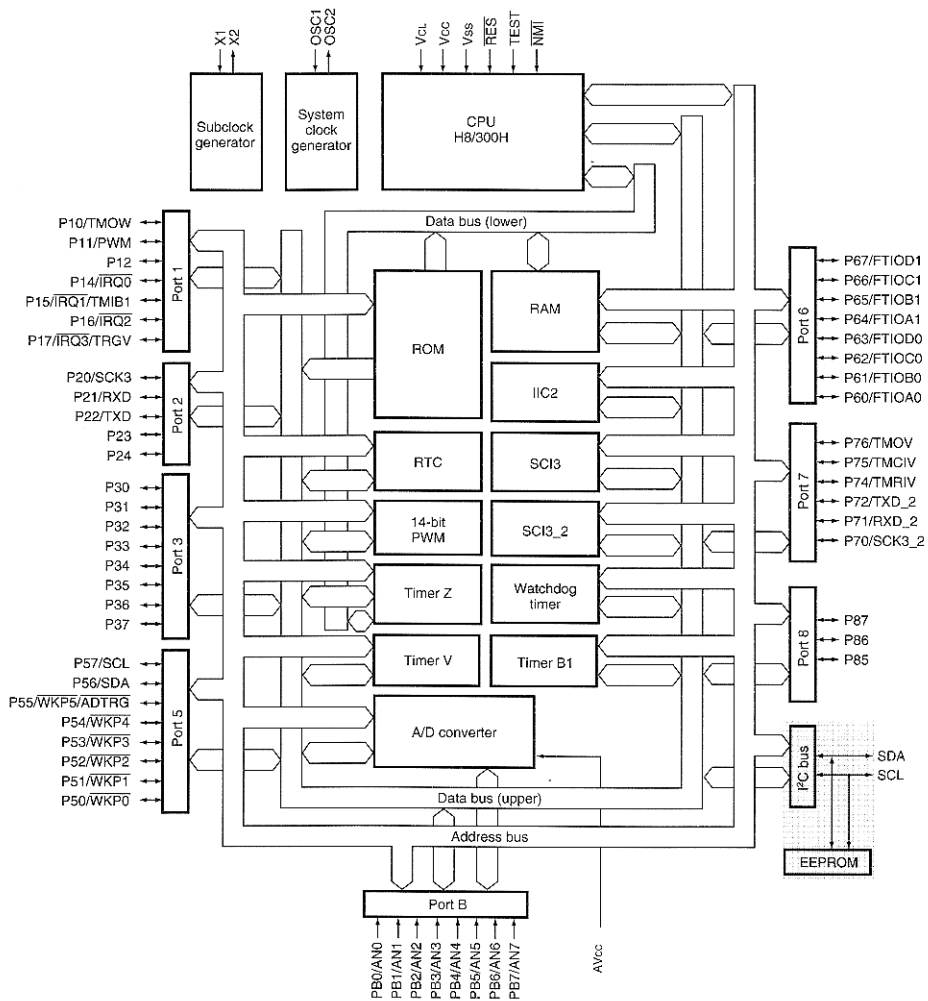 X1
X2
OSC1
OSC2
VCL
VCC
VSS
RES
TEST
NMI
Subclock
generator
System
clock
generator
CPU
H8/300H
Data bus (lower)
P10/TMOW
P11/PWM
P12
P14/IRQ0
P15/IRQ1/TMIB1
P16/IRQ2
P17/IRQ3/TRGV
Port 1
P20/SCK3
P21/RXD
P22/TXD
P23
P24
Port 2
P30
P31
P32
P33
P34
P35
P36
P37
Port 3
P57/SCL
P56/SDA
P55/WKP5/ADTRG
P54/WKP4
P53/WKP3
P52/WKP2
P51/WKP1
P50/WKP0
Port 5
ROM
RAM
IIC2
RTC
SCI3
14-bit
PWM
SCI3_2
Timer Z
Watchdog
timer
Timer V
Timer B1
A/D converter
Data bus (upper)
Address bus
Port 6
P67/FTIOD1
P66/FTIOC1
P65/FTIOB1
P64/FTIOA1
P63/FTIOD0
P62/FTIOC0
P61/FTIOB0
P60/FTIOA0
Port 7
P76/TMOV
P75/TMCIV
P74/TMRIV
P72/TXD_2
P71/RXD_2
P70/SCK3_2
Port 8
P87
P86
P85
I²C bus
SDA
SCL
EEPROM
Port B
PB0/AN0
PB1/AN1
PB2/AN2
PB3/AN3
PB4/AN4
PB5/AN5
PB6/AN6
PB7/AN7
AVCC